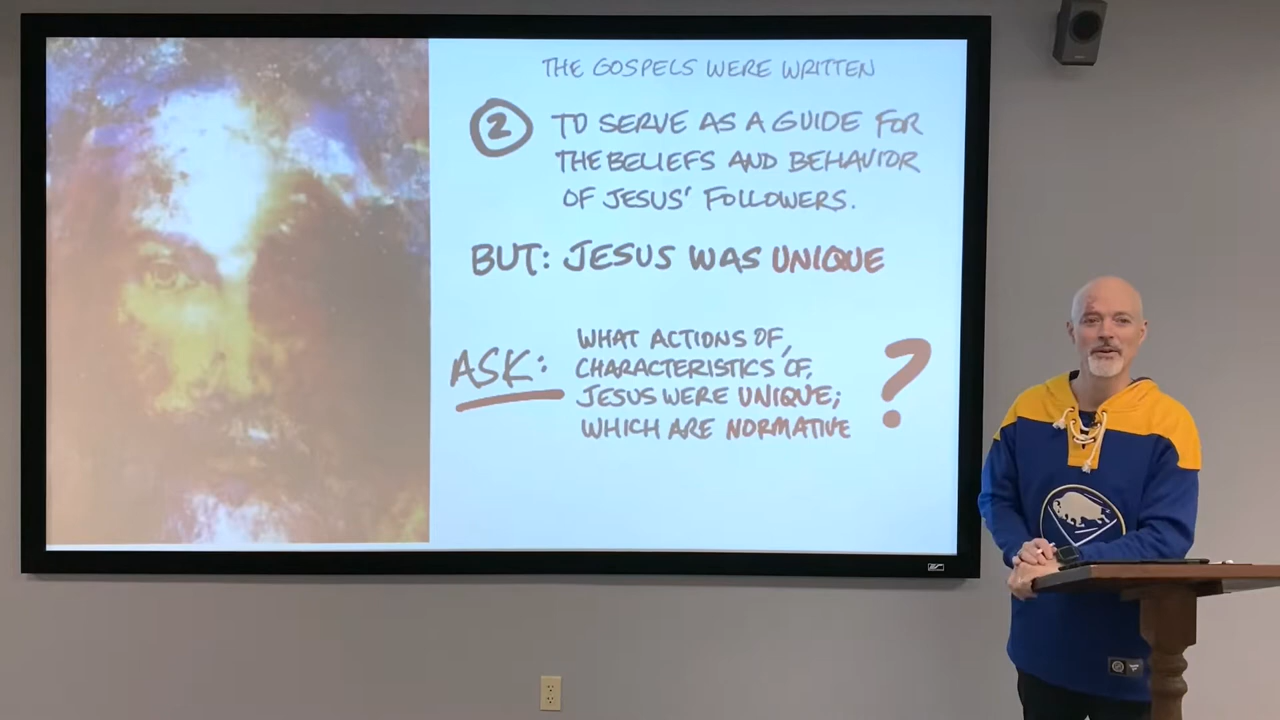 THE GOSPELS WERE WRITTEN
2 TO SERVE AS A GUIDE FOR
THE BELIEFS AND BEHAVIOR
OF JESUS' FOLLOWERS.
BUT: JESUS WAS UNIQUE
ASK:
WHAT ACTIONS OF,
CHARACTERISTICS OF,
JESUS WERE UNIQUE;
WHICH ARE NORMATIVE
?